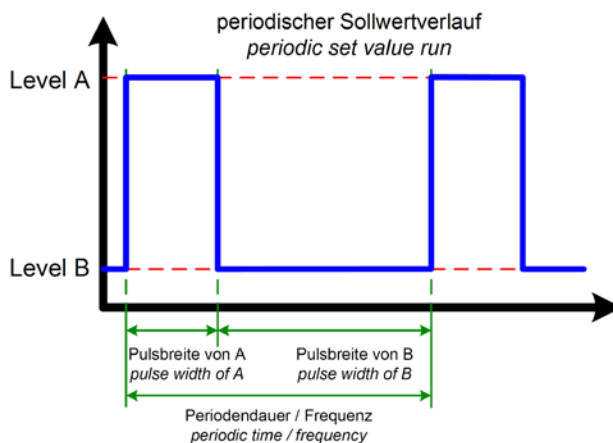 periodischer Sollwertverlauf
periodic set value run
Level A
Level B
Pulsbreite von A
pulse width of A
Pulsbreite von B
pulse width of B
Periodendauer / Frequenz
periodic time / frequency